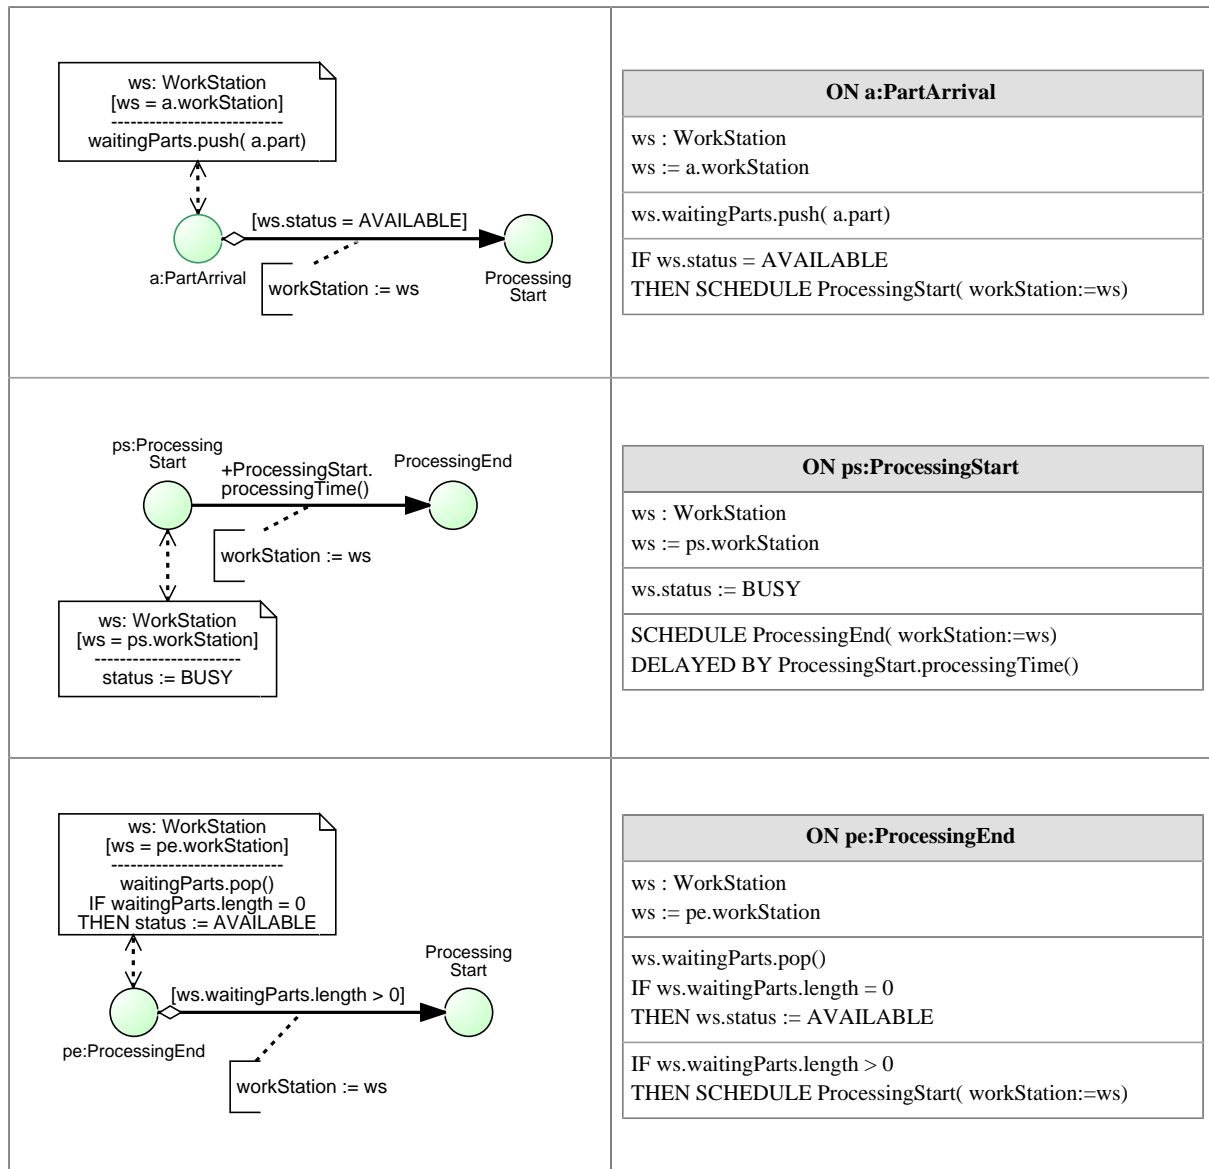 ws: WorkStation
[ws = a.workStation]
---------------------------
waitingParts.push( a.part)
[ws.status = AVAILABLE]
a:PartArrival
workStation := ws
Processing
Start
ON a:PartArrival
ws : WorkStation
ws := a.workStation
ws.waitingParts.push( a.part)
IF ws.status = AVAILABLE
THEN SCHEDULE ProcessingStart( workStation:=ws)
ps:Processing
Start
+ProcessingStart.
processingTime()
ProcessingEnd
workStation := ws
ws: WorkStation
[ws = ps.workStation]
-----------------------
status := BUSY
ON ps:ProcessingStart
ws : WorkStation
ws := ps.workStation
ws.status := BUSY
SCHEDULE ProcessingEnd( workStation:=ws)
DELAYED BY ProcessingStart.processingTime()
ws: WorkStation
[ws = pe.workStation]
---------------------------
waitingParts.pop()
IF waitingParts.length = 0
THEN status := AVAILABLE
Processing
Start
[ws.waitingParts.length > 0]
pe:ProcessingEnd
workStation := ws
ON pe:ProcessingEnd
ws : WorkStation
ws := pe.workStation
ws.waitingParts.pop()
IF ws.waitingParts.length = 0
THEN ws.status := AVAILABLE
IF ws.waitingParts.length > 0
THEN SCHEDULE ProcessingStart( workStation:=ws)